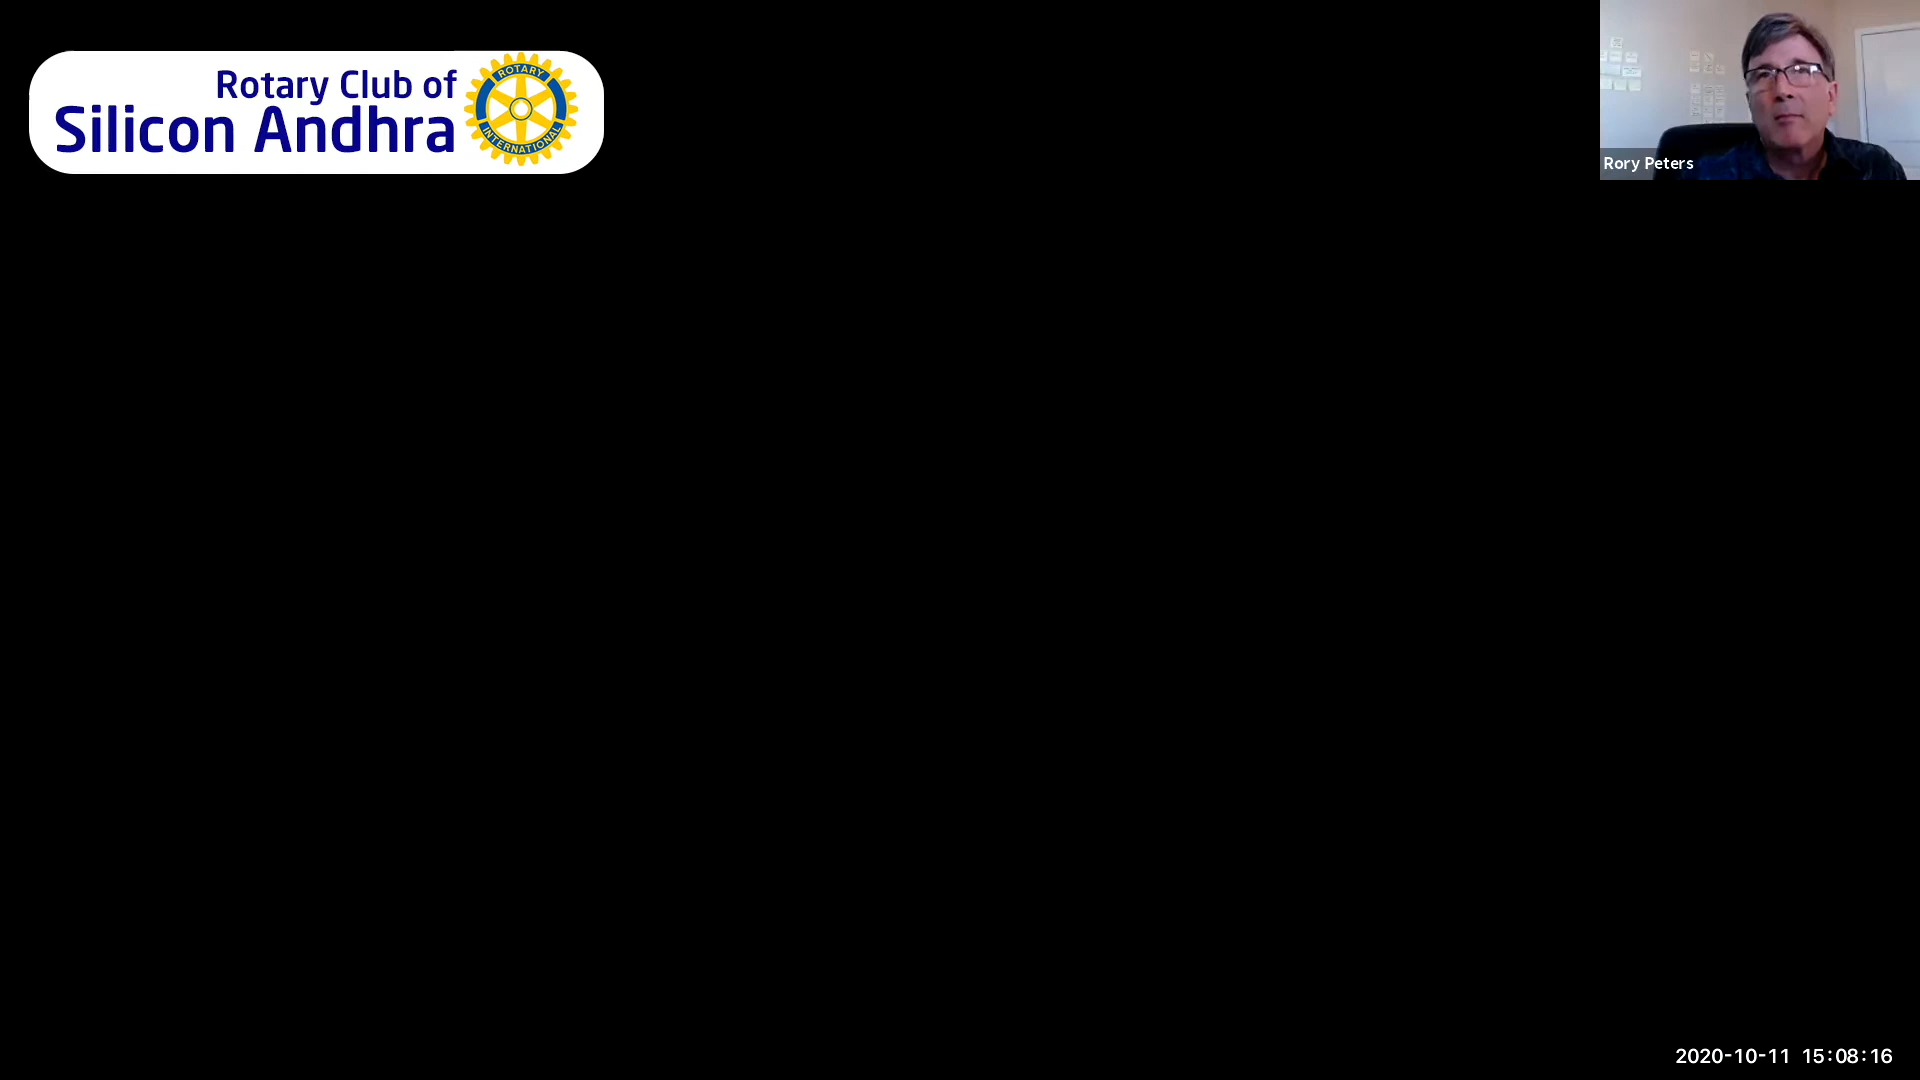 Rotary Club of
Silicon Andhra
ROTARY
INTERNATIONAL
Rory Peters
2020-10-11 15:08:16